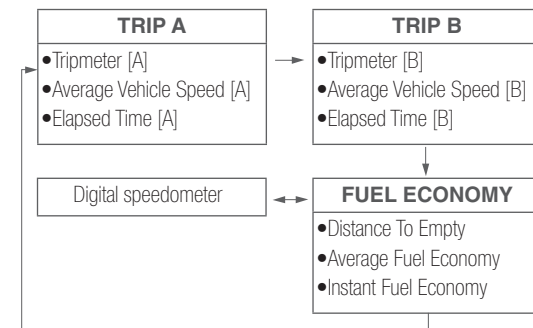 TRIP A
•Tripmeter [A]
•Average Vehicle Speed [A]
•Elapsed Time [A]
TRIP B
•Tripmeter [B]
•Average Vehicle Speed [B]
•Elapsed Time [B]
Digital speedometer
FUEL ECONOMY
•Distance To Empty
•Average Fuel Economy
•Instant Fuel Economy